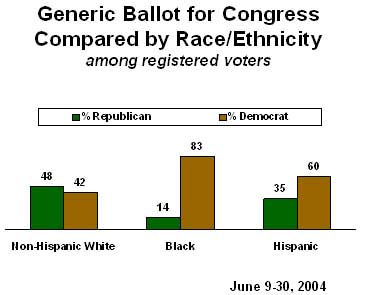 Generic Ballot for Congress
Compared by Race/Ethnicity
among registered voters
% Republican % Democrat
48 42 14 83 35 60
Non-Hispanic White Black Hispanic
June 9-30, 2004